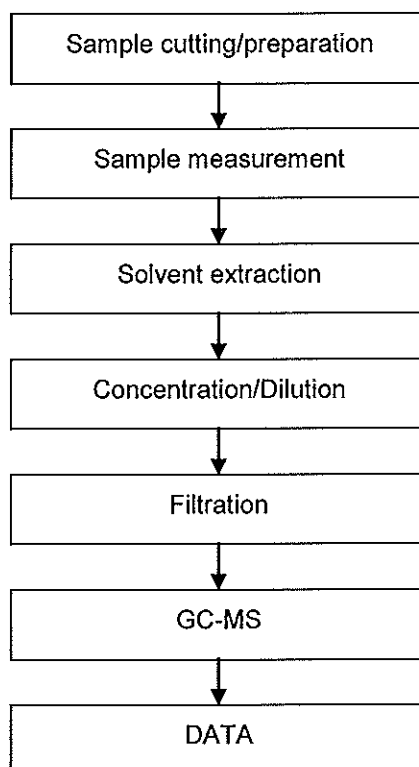 Sample cutting/preparation
Sample measurement
Solvent extraction
Concentration/Dilution
Filtration
GC-MS
DATA